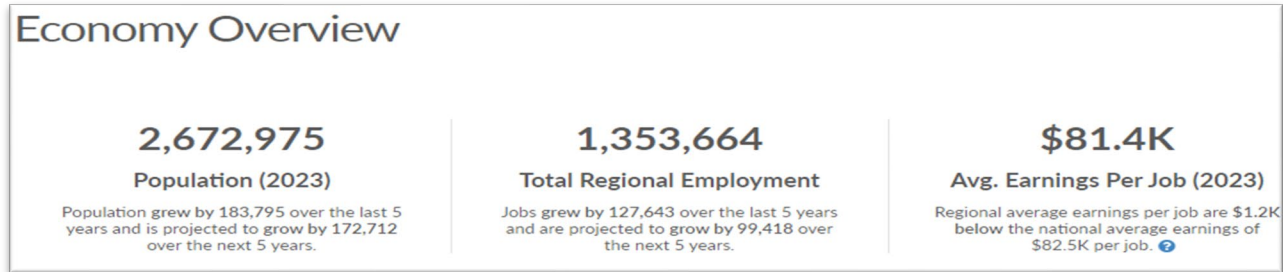 Economy Overview
2,672,975
Population (2023)
Population grew by 183,795 over the last 5
years and is projected to grow by 172,712
over the next 5 years.
1,353,664
Total Regional Employment
Jobs grew by 127,643 over the last 5 years
and are projected to grow by 99,418 over
the next 5 years.
$81.4K
Avg. Earnings Per Job (2023)
Regional average earnings per job are $1.2K
below the national average earnings of
$82.5K per job. ?